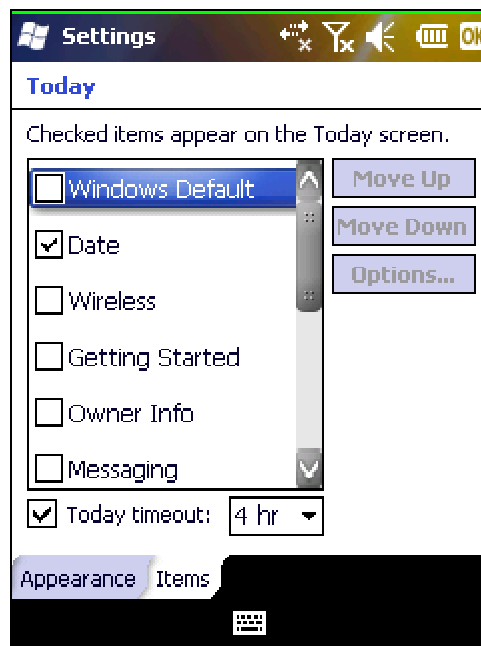 Settings
OK
Today
Checked items appear on the Today screen.
Windows Default
Move Up
Date
Move Down
Wireless
Options...
Getting Started
Owner Info
Messaging
Today timeout: 4 hr
Appearance Items